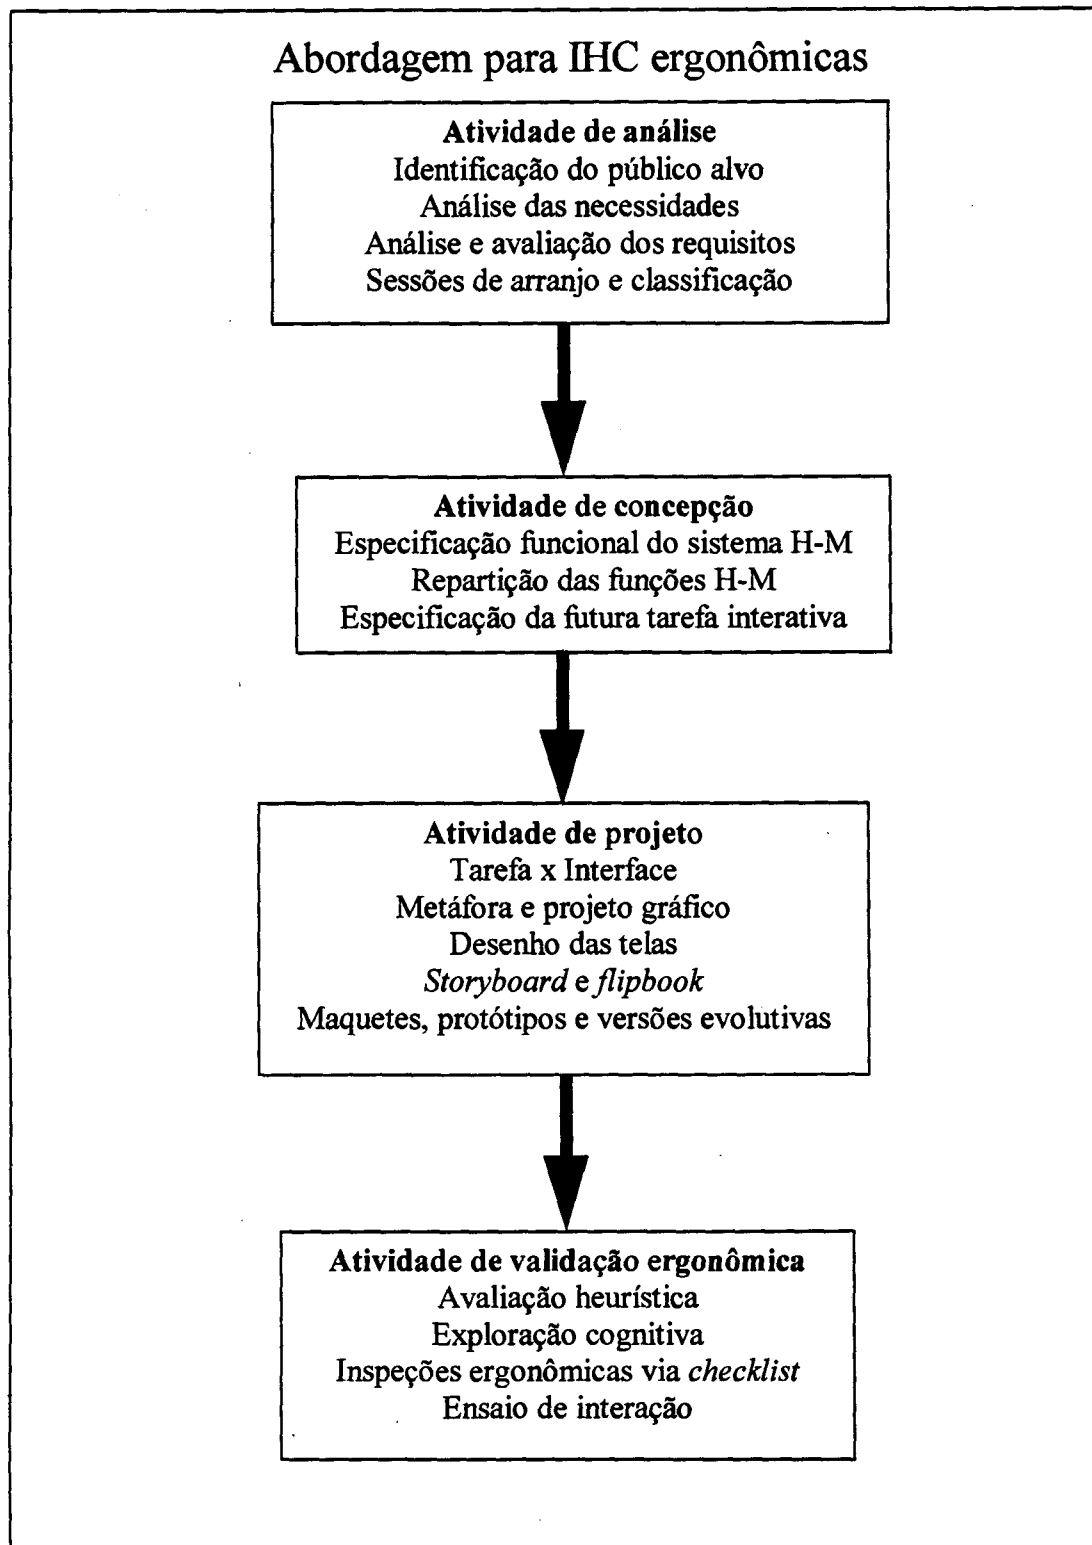 Abordagem para IHC ergonômicas
Atividade de análise
Identificação do público alvo
Análise das necessidades
Análise e avaliação dos requisitos
Sessões de arranjo e classificação
Atividade de concepção
Especificação funcional do sistema H-M
Repartição das funções H-M
Especificação da futura tarefa interativa
Atividade de projeto
Tarefa x Interface
Metáfora e projeto gráfico
Desenho das telas
Storyboard e flipbook
Maquetes, protótipos e versões evolutivas
Atividade de validação ergonômica
Avaliação heurística
Exploração cognitiva
Inspeções ergonômicas via checklist
Ensaio de interação